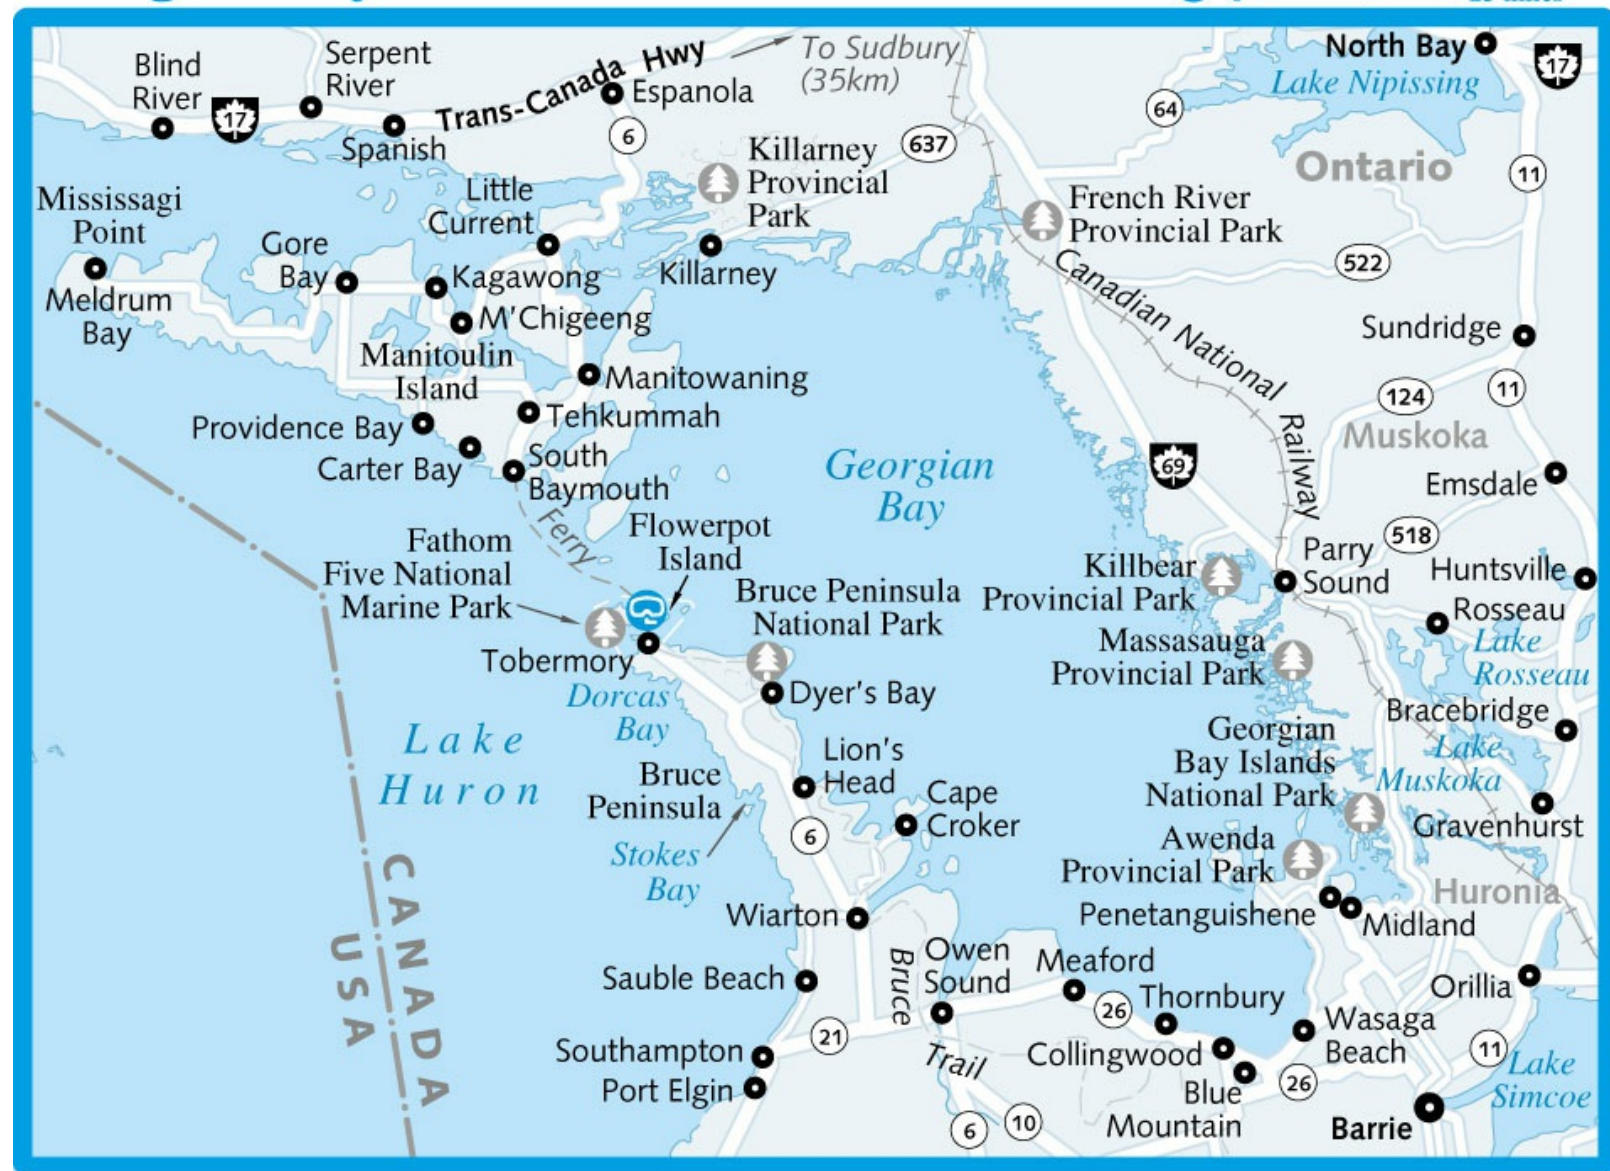 Blind
River
17
Serpent
River
Spanish
Trans-Canada Hwy
To Sudbury
(35km)
Espanola
6
North Bay
Lake Nipissing
17
64
637
11
Ontario
Killarney
Provincial
Park
French River
Provincial Park
Mississagi
Point
Little
Current
Gore
Bay
Kagawong
Killarney
Meldrum
Bay
M'Chigeeng
522
Canadian National
Railway
Sundridge
Manitoulin
Island
Manitowaning
124
11
Tehkummah
Providence Bay
Carter Bay
South
Baymouth
Muskoka
69
Emsdale
Georgian
Bay
Ferry
Flowerpot
Island
Fathom
Five National
Marine Park
518
Parry
Sound
Huntsville
Killbear
Provincial Park
Bruce Peninsula
National Park
Rosseau
Lake
Rosseau
Massasauga
Provincial Park
Tobermory
Dorcas
Bay
Dyer's Bay
Bracebridge
Lake
Muskoka
Georgian
Bay Islands
National Park
Lake
Huron
Lion's
Head
Bruce
Peninsula
Cape
Croker
6
Gravenhurst
Awenda
Provincial Park
Stokes
Bay
Huronia
Penetanguishene
Midland
Wiarton
CANADA
USA
Bruce
Trail
Owen
Sound
Meaford
Sauble Beach
Orillia
26
Thornbury
Wasaga
Beach
21
Southampton
Port Elgin
Collingwood
Blue
Mountain
26
11
Lake
Simcoe
6
10
Barrie